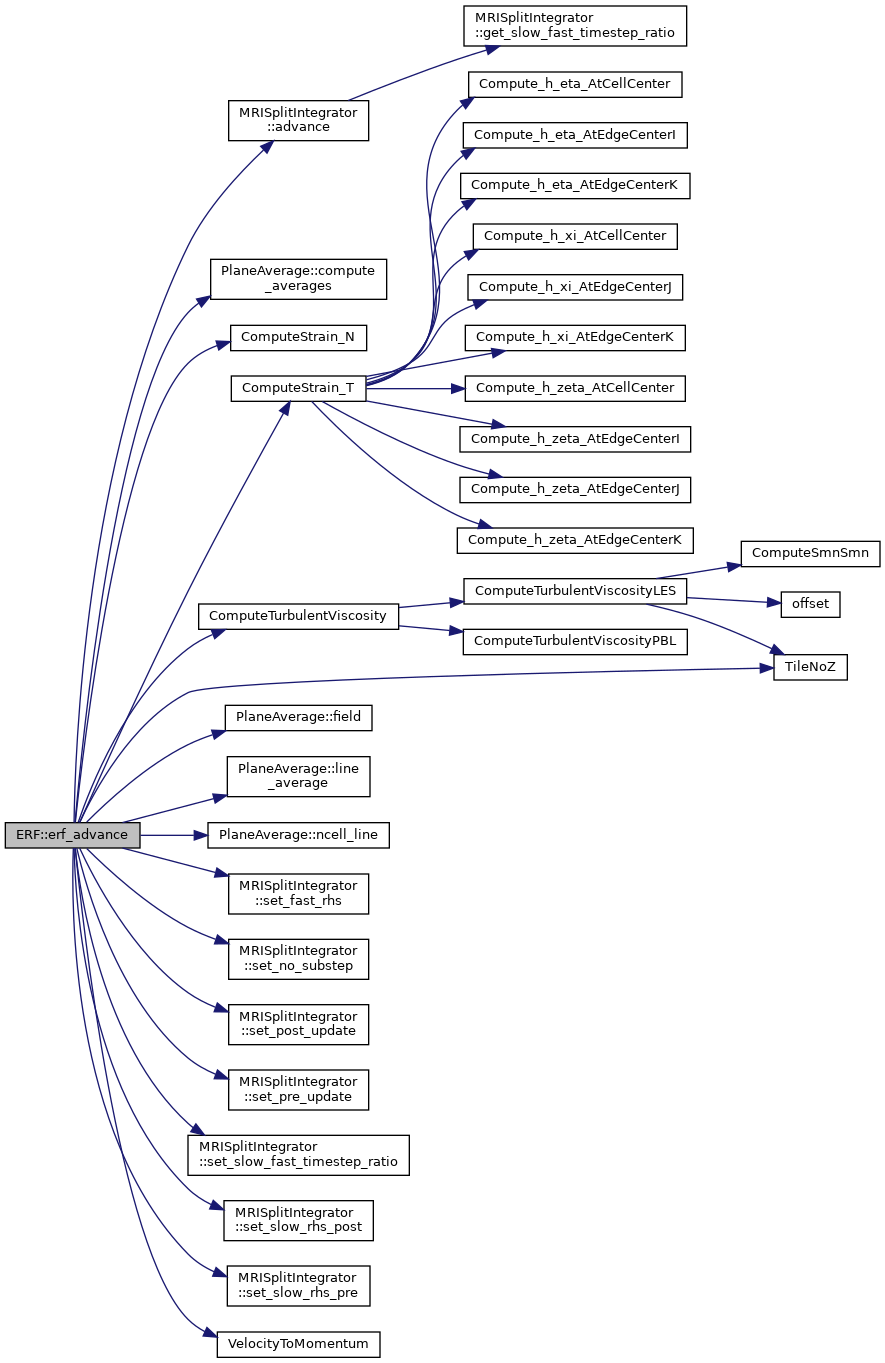 MRISplitIntegrator
::get_slow_fast_timestep_ratio
Compute_h_eta_AtCellCenter
MRISplitIntegrator
::advance
Compute_h_eta_AtEdgeCenterI
Compute_h_eta_AtEdgeCenterK
Compute_h_xi_AtCellCenter
PlaneAverage::compute
_averages
Compute_h_xi_AtEdgeCenterJ
ComputeStrain_N
Compute_h_xi_AtEdgeCenterK
ComputeStrain_T
Compute_h_zeta_AtCellCenter
Compute_h_zeta_AtEdgeCenterI
Compute_h_zeta_AtEdgeCenterJ
Compute_h_zeta_AtEdgeCenterK
ComputeSmnSmn
ComputeTurbulentViscosityLES
offset
ComputeTurbulentViscosity
ComputeTurbulentViscosityPBL
TileNoZ
PlaneAverage::field
PlaneAverage::line
_average
ERF::erf_advance
PlaneAverage::ncell_line
MRISplitIntegrator
::set_fast_rhs
MRISplitIntegrator
::set_no_substep
MRISplitIntegrator
::set_post_update
MRISplitIntegrator
::set_pre_update
MRISplitIntegrator
::set_slow_fast_timestep_ratio
MRISplitIntegrator
::set_slow_rhs_post
MRISplitIntegrator
::set_slow_rhs_pre
VelocityToMomentum